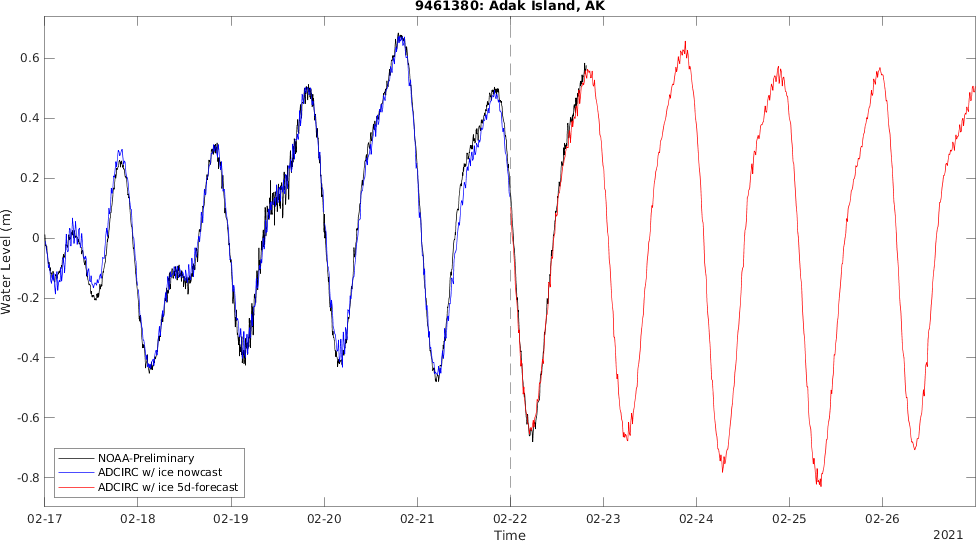 9461380: Adak Island, AK
0.6
0.4
0.2
0
-0.2
-0.4
-0.6
-0.8
Water Level (m)
NOAA-Preliminary
ADCIRC w/ ice nowcast
ADCIRC w/ ice 5d-forecast
02-17 02-18 02-19 02-20 02-21 02-22 02-23 02-24 02-25 02-26
Time
2021